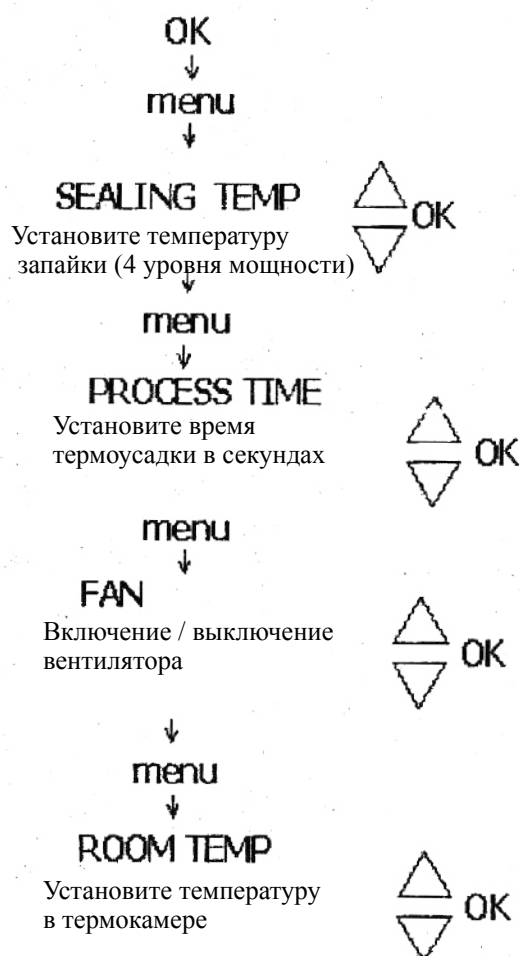 OK
menu
SEALING TEMP
OK
Установите температуру
запайки (4 уровня мощности)
menu
PROCESS TIME
Установите время
термоусадки в секундах
OK
menu
FAN
Включение / выключение
вентилятора
OK
menu
ROOM TEMP
Установите температуру
в термокамере
OK